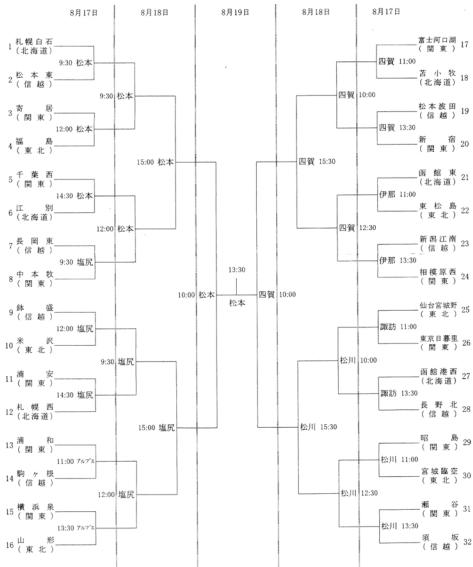 8月17日 8月18日 8月19日 8月18日 8月17日
1 札幌白石
(北海道)
9:30 松本
2 松本東
(信越)
9:30 松本
3 寄居
(関東)
12:00 松本
4 福島
(東北)
15:00 松本
5 千葉西
(関東)
14:30 松本
6 江別
(北海道)
12:00 松本
7 長岡東
(信越)
9:30 塩尻
8 中本牧
(関東)
10:00 松本
9 鉢盛
(信越)
12:00 塩尻
10 米沢
(東北)
9:30 塩尻
11 浦安
(関東)
14:30 塩尻
12 札幌西
(北海道)
15:00 塩尻
13 浦和
(関東)
11:00 アルプス
14 駒ヶ根
(信越)
12:00 塩尻
15 横浜泉
(関東)
13:30 アルプス
16 山形
(東北)
13:30
松本
富士河口湖 17
(関東)
四賀 11:00
苫小牧 18
(北海道)
四賀 10:00
松本波田 19
(信越)
四賀 13:30
新宿 20
(関東)
四賀 15:30
函館東 21
(北海道)
伊那 11:00
東松島 22
(東北)
四賀 12:30
新潟江南 23
(信越)
伊那 13:30
相模原西 24
(関東)
四賀 10:00
仙台宮城野 25
(東北)
諏訪 11:00
東京日暮里 26
(関東)
松川 10:00
函館港西 27
(北海道)
諏訪 13:30
長野北 28
(信越)
松川 15:30
昭島 29
(関東)
松川 11:00
宮城臨空 30
(東北)
松川 12:30
瀬谷 31
(関東)
松川 13:30
須坂 32
(信越)